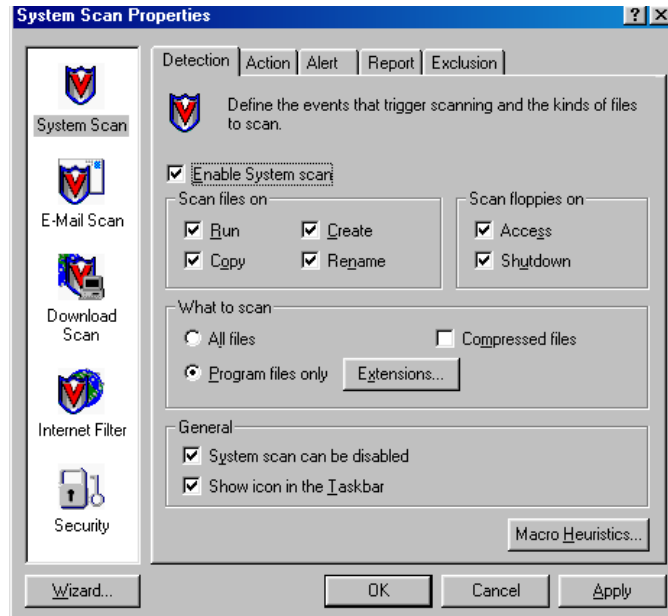 System Scan Properties
System Scan
E-Mail Scan
Download
Scan
Internet Filter
Security
Detection
Action
Alert
Report
Exclusion
Define the events that trigger scanning and the kinds of files
to scan.
Enable System scan
Scan files on
Run
Create
Copy
Rename
Scan floppies on
Access
Shutdown
What to scan
All files
Compressed files
Program files only
Extensions...
General
System scan can be disabled
Show icon in the Taskbar
Macro Heuristics...
Wizard...
OK
Cancel
Apply